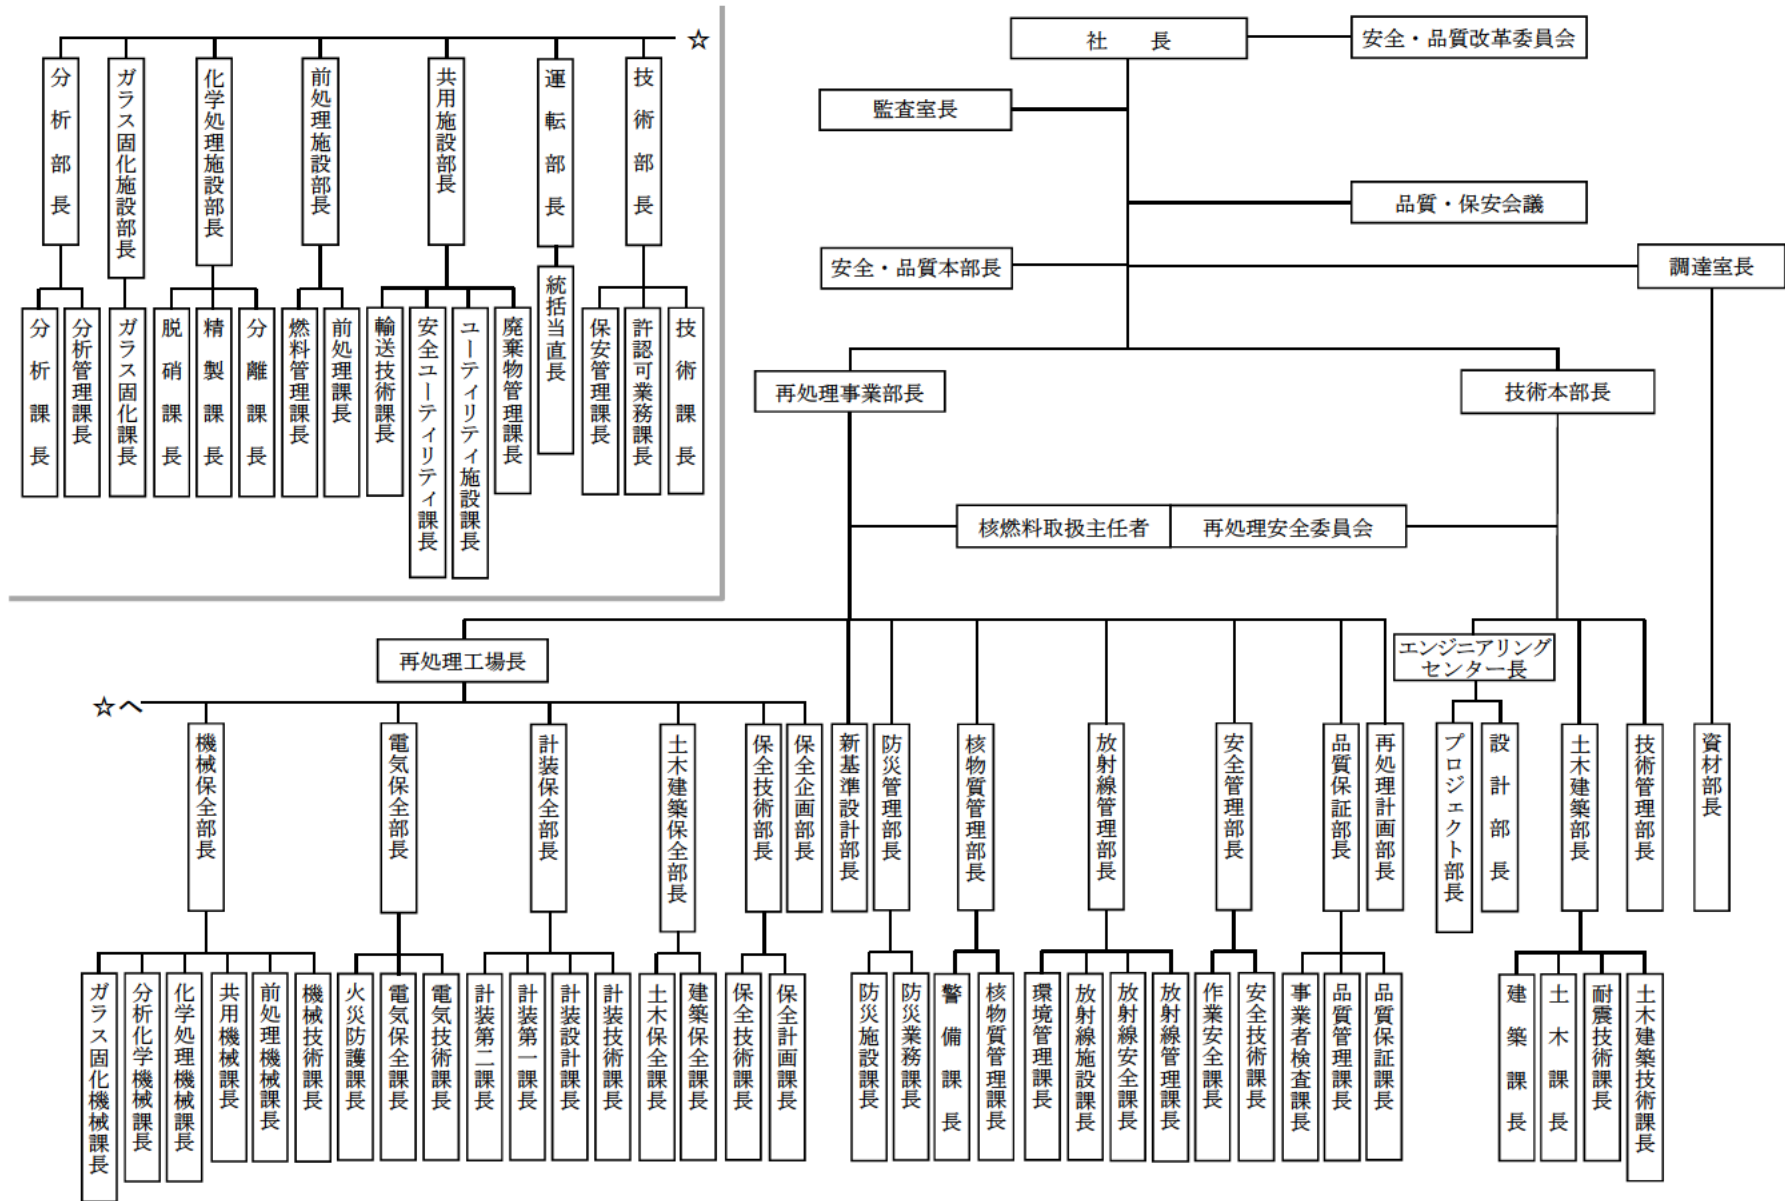 ☆
分析部長
ガラス固化施設部長
化学処理施設部長
前処理施設部長
共用施設部長
運転部長
技術部長
分析課長
分析管理課長
ガラス固化課長
脱硝課長
精製課長
分離課長
燃料管理課長
前処理課長
輸送技術課長
安全ユーティリティ課長
ユーティリティ施設課長
廃棄物管理課長
統括当直長
保安管理課長
許認可業務課長
技術課長
社 長
安全・品質改革委員会
監査室長
品質・保安会議
安全・品質本部長
調達室長
再処理事業部長
技術本部長
核燃料取扱主任者
再処理安全委員会
再処理工場長
エンジニアリング
センター長
☆へ
機械保全部長
電気保全部長
計装保全部長
土木建築保全部長
保全技術部長
保全企画部長
新基準設計部長
防災管理部長
核物質管理部長
放射線管理部長
安全管理部長
品質保証部長
再処理計画部長
プロジェクト部長
設計部長
土木建築部長
技術管理部長
資材部長
ガラス固化機械課長
分析化学機械課長
化学処理機械課長
共用機械課長
前処理機械課長
機械技術課長
火災防護課長
電気保全課長
電気技術課長
計装第二課長
計装第一課長
計装設計課長
計装技術課長
土木保全課長
建築保全課長
保全技術課長
保全計画課長
防災施設課長
防災業務課長
警備課長
核物質管理課長
環境管理課長
放射線施設課長
放射線安全課長
放射線管理課長
作業安全課長
安全技術課長
事業者検査課長
品質管理課長
品質保証課長
建築課長
土木課長
耐震技術課長
土木建築技術課長